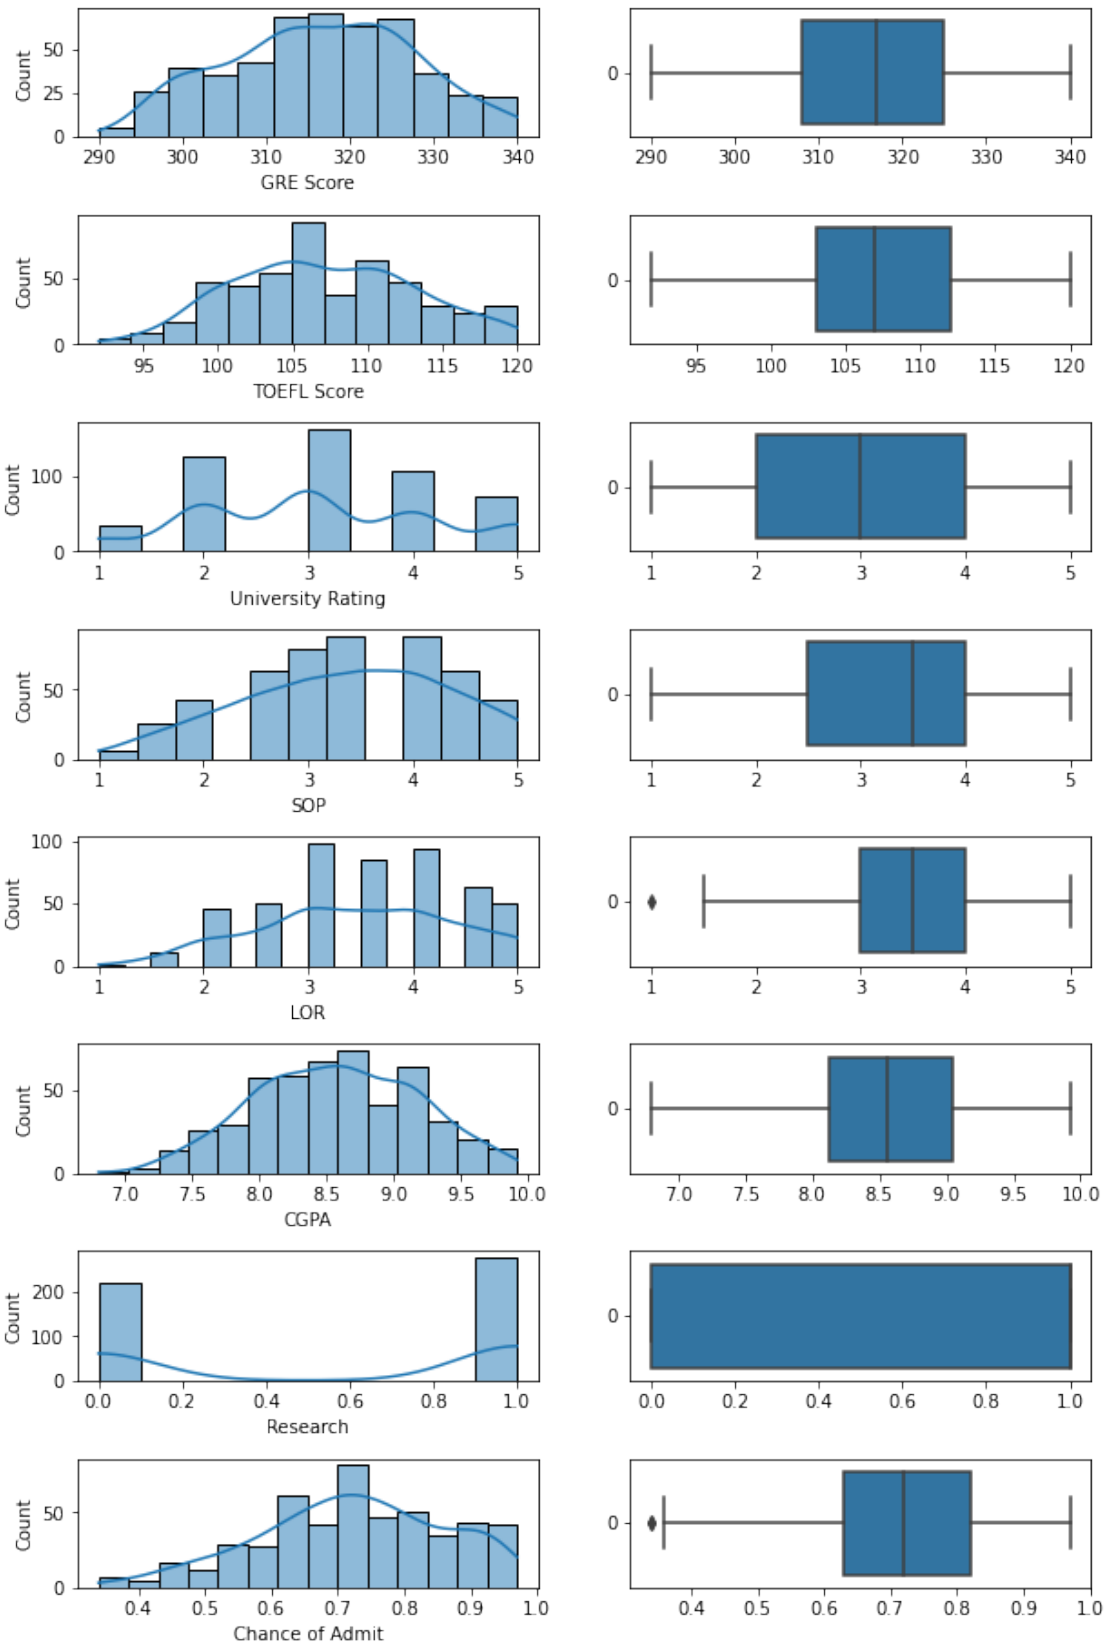 Count
50
25
0
290 300 310 320 330 340
GRE Score
0
290 300 310 320 330 340
Count
50
0
95 100 105 110 115 120
TOEFL Score
0
95 100 105 110 115 120
Count
100
0
1 2 3 4 5
University Rating
0
1 2 3 4 5
Count
50
0
1 2 3 4 5
SOP
0
1 2 3 4 5
Count
100
50
0
1 2 3 4 5
LOR
0
1 2 3 4 5
Count
50
0
7.0 7.5 8.0 8.5 9.0 9.5 10.0
CGPA
0
7.0 7.5 8.0 8.5 9.0 9.5 10.0
Count
200
100
0
0.0 0.2 0.4 0.6 0.8 1.0
Research
0
0.0 0.2 0.4 0.6 0.8 1.0
Count
50
0
0.4 0.5 0.6 0.7 0.8 0.9 1.0
Chance of Admit
0
0.4 0.5 0.6 0.7 0.8 0.9 1.0